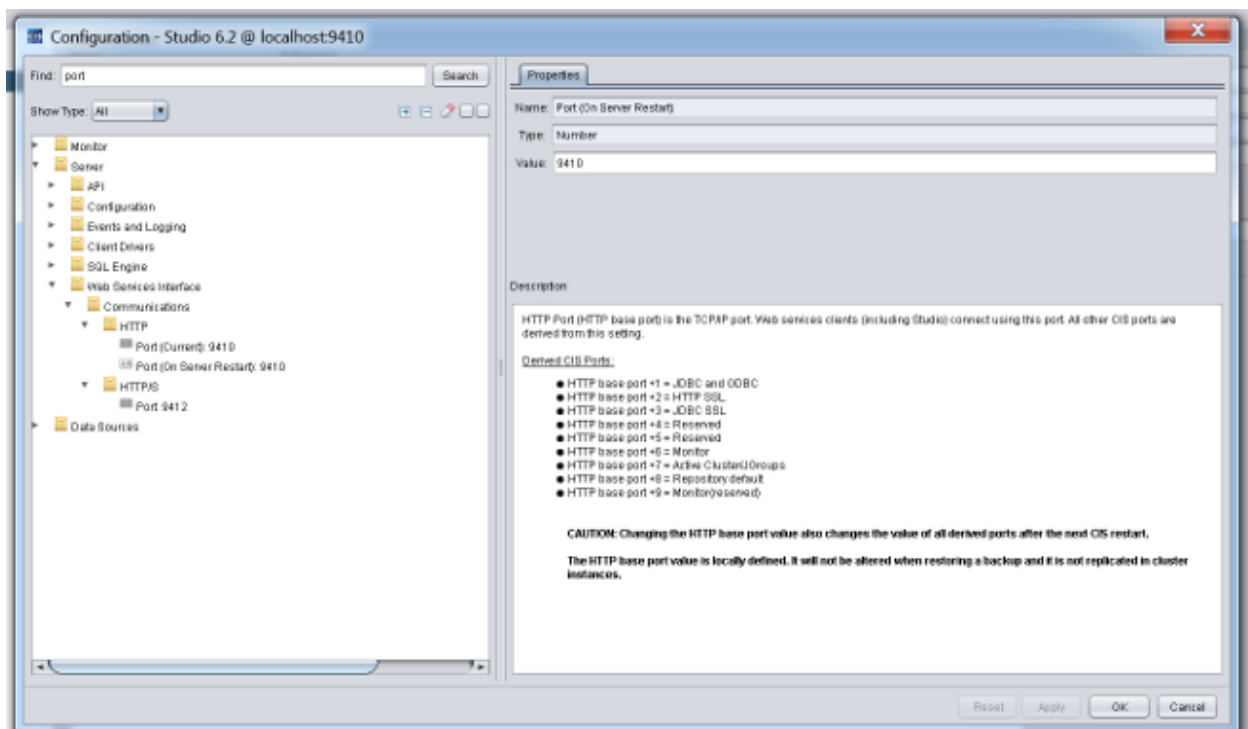 Configuration - Studio 6.2 @ localhost:9410
Find: port
Search
Show Type: All
Monitor
Server
API
Configuration
Events and Logging
Client Drivers
SQL Engine
Web Services Interface
Communications
HTTP
Port (Current): 9410
Port (On Server Restart): 9410
HTTP/S
Port: 9412
Data Sources
Properties
Name: Port (On Server Restart)
Type: Number
Value: 9410
Description
HTTP Port (HTTP base port) is the TCP/IP port. Web services clients (including Studio) connect using this port. All other CIS ports are
derived from this setting.
Derived CIS Ports:
● HTTP base port +1 = JDBC and ODBC
● HTTP base port +2 = HTTP SSL
● HTTP base port +3 = JDBC SSL
● HTTP base port +4 = Reserved
● HTTP base port +5 = Reserved
● HTTP base port +6 = Monitor
● HTTP base port +7 = Active Cluster(JGroups
● HTTP base port +8 = Repository default
● HTTP base port +9 = Monitor(reserved)
CAUTION: Changing the HTTP base port value also changes the value of all derived ports after the next CIS restart.
The HTTP base port value is locally defined. It will not be altered when restoring a backup and it is not replicated in cluster
instances.
Reset
Apply
OK
Cancel